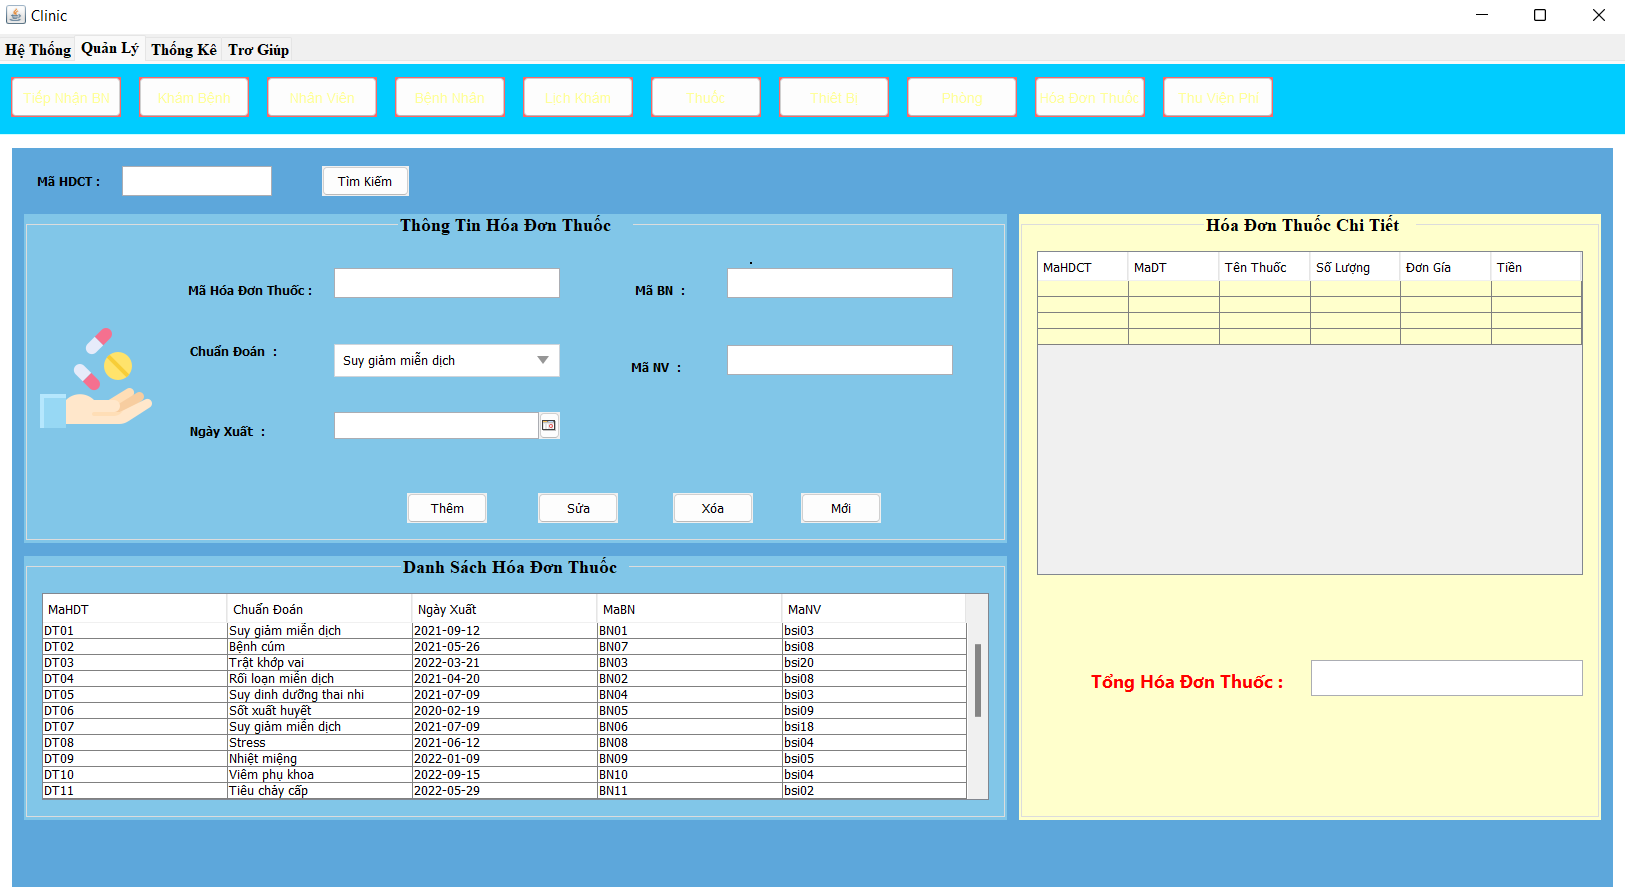 Clinic
Hệ Thống Quản Lý Thống Kê Trơ Giúp
Tiếp Nhận BN Khám Bệnh Nhân Viên Bệnh Nhân Lịch Khám Thuốc Thiết Bị Phòng Hóa Đơn Thuốc Thu Viện Phí
Mã HDCT : Tìm Kiếm
Thông Tin Hóa Đơn Thuốc
Mã Hóa Đơn Thuốc : Mã BN :
Chuẩn Đoán : Suy giảm miễn dịch Mã NV :
Ngày Xuất :
Thêm Sửa Xóa Mới
Danh Sách Hóa Đơn Thuốc
MaHDT Chuẩn Đoán Ngày Xuất MaBN MaNV
DT01 Suy giảm miễn dịch 2021-09-12 BN01 bsi03
DT02 Bệnh cúm 2021-05-26 BN07 bsi08
DT03 Trật khớp vai 2022-03-21 BN03 bsi20
DT04 Rối loạn miễn dịch 2021-04-20 BN02 bsi08
DT05 Suy dinh dưỡng thai nhi 2021-07-09 BN04 bsi03
DT06 Sốt xuất huyết 2020-02-19 BN05 bsi09
DT07 Suy giảm miễn dịch 2021-07-09 BN06 bsi18
DT08 Stress 2021-06-12 BN08 bsi04
DT09 Nhiệt miệng 2022-01-09 BN09 bsi05
DT10 Viêm phụ khoa 2022-09-15 BN10 bsi04
DT11 Tiêu chảy cấp 2022-05-29 BN11 bsi02
Hóa Đơn Thuốc Chi Tiết
MaHDCT MaDT Tên Thuốc Số Lượng Đơn Gía Tiền
Tổng Hóa Đơn Thuốc :